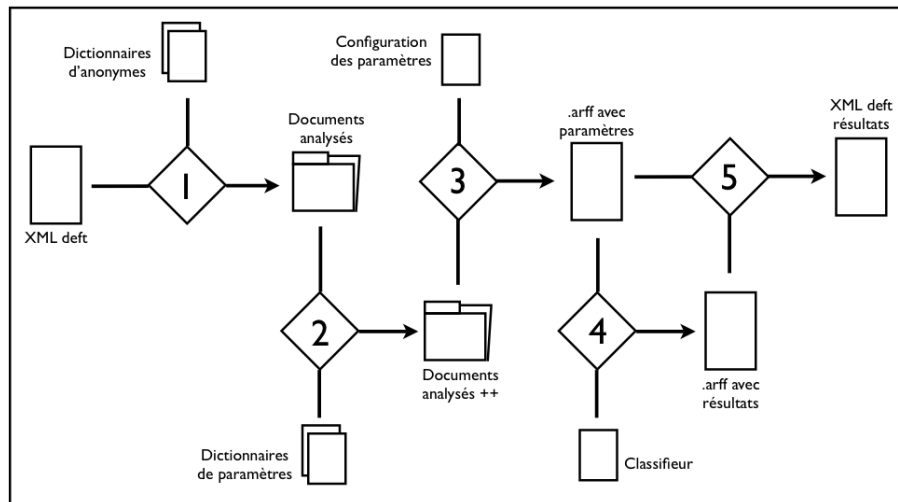 Dictionnaires
d'anonymes
Configuration
des paramètres
XML deft
résultats
.arff avec
paramètres
Documents
analysés
1
3
5
XML deft
2
4
Documents
analysés ++
.arff avec
résultats
Dictionnaires
de paramètres
Classifieur